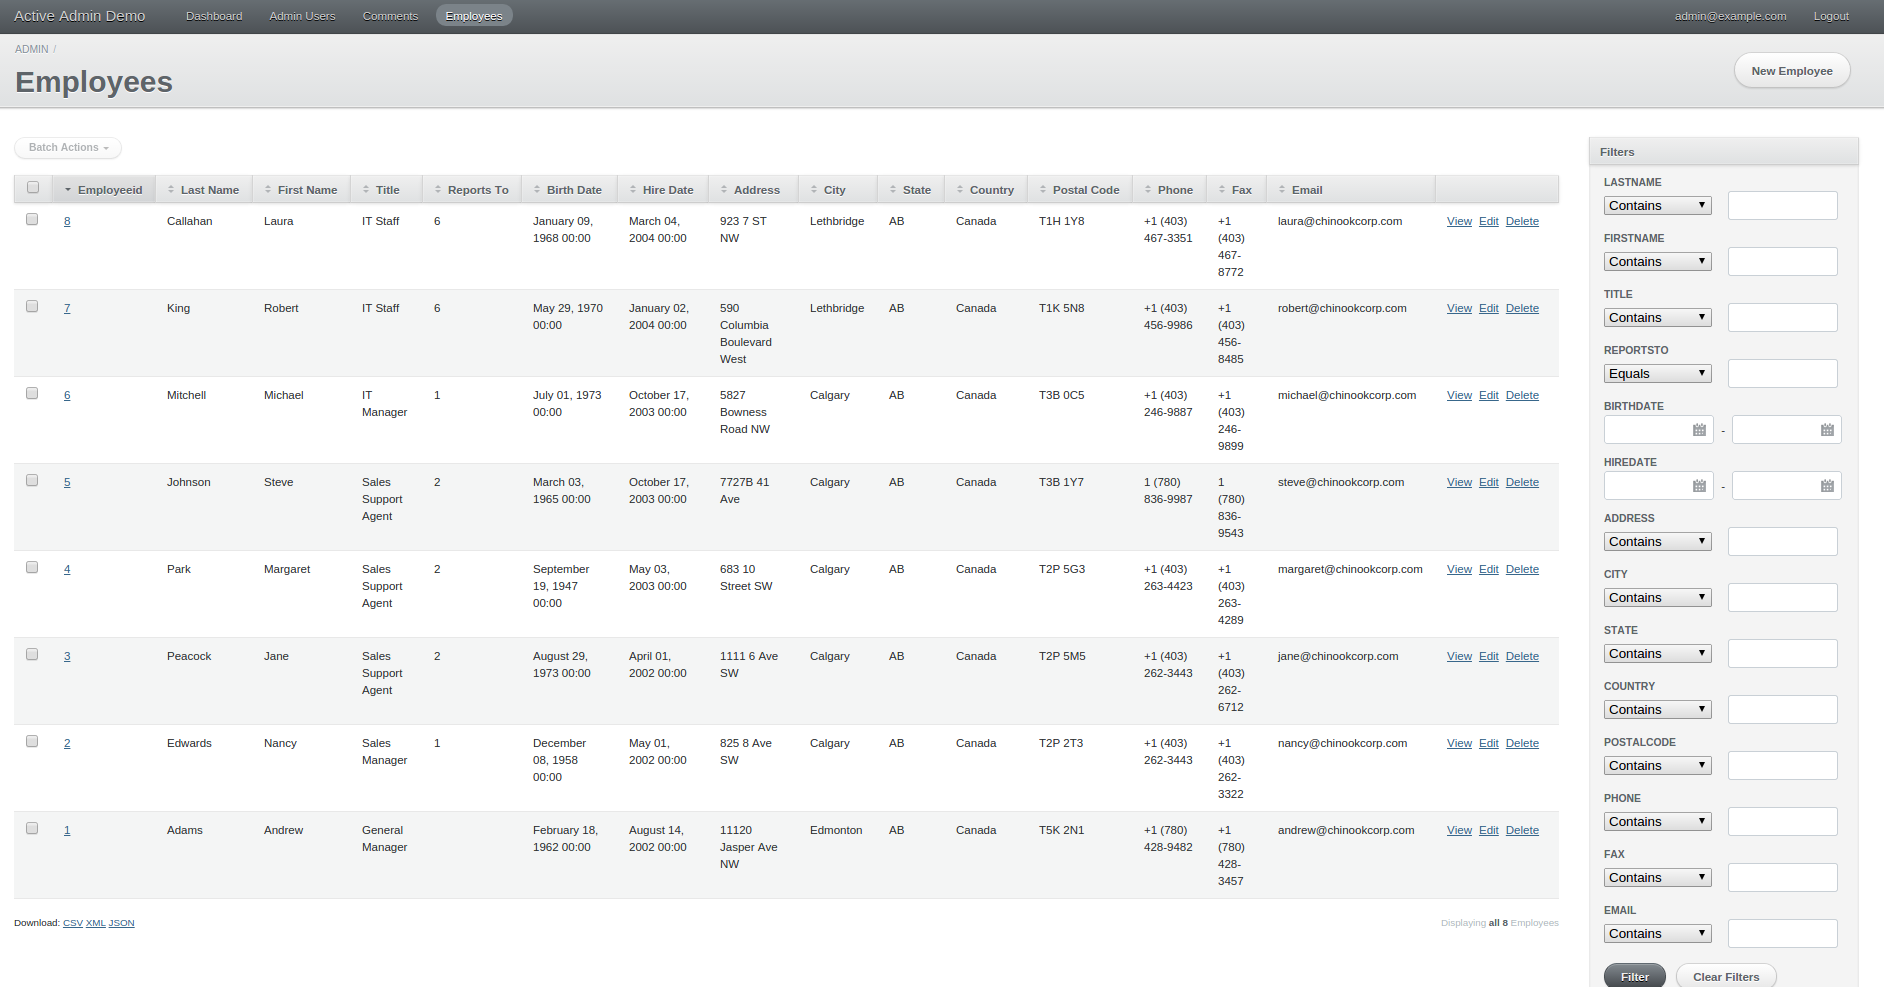 Active Admin Demo Dashboard Admin Users Comments Employees admin@example.com Logout
ADMIN /
Employees
New Employee
Batch Actions
Employeeid Last Name First Name Title Reports To Birth Date Hire Date Address City State Country Postal Code Phone Fax Email
8 Callahan Laura IT Staff 6 January 09, March 04, 923 7 ST Lethbridge AB Canada T1H 1Y8 +1 (403) +1 laura@chinookcorp.com View Edit Delete
1968 00:00 2004 00:00 NW 467-3351 (403)
467-
8772
7 King Robert IT Staff 6 May 29, 1970 January 02, 590 Lethbridge AB Canada T1K 5N8 +1 (403) +1 robert@chinookcorp.com View Edit Delete
00:00 2004 00:00 Columbia 456-9986 (403)
Boulevard 456-
West 8485
6 Mitchell Michael IT July 01, 1973 October 17, 5827 Calgary AB Canada T3B 0C5 +1 (403) +1 michael@chinookcorp.com View Edit Delete
Manager 1 00:00 2003 00:00 Bowness 246-9887 (403)
Road NW 246-
9899
5 Johnson Steve Sales 2 March 03, October 17, 7727B 41 Calgary AB Canada T3B 1Y7 1 (780) 1 steve@chinookcorp.com View Edit Delete
Support 1965 00:00 2003 00:00 Ave 836-9987 (780)
Agent 836-
9543
4 Park Margaret Sales 2 September May 03, 683 10 Calgary AB Canada T2P 5G3 +1 (403) +1 margaret@chinookcorp.com View Edit Delete
Support 19, 1947 2003 00:00 Street SW 263-4423 (403)
Agent 00:00 263-
4289
3 Peacock Jane Sales 2 August 29, April 01, 1111 6 Ave Calgary AB Canada T2P 5M5 +1 (403) +1 jane@chinookcorp.com View Edit Delete
Support 1973 00:00 2002 00:00 SW 262-3443 (403)
Agent 262-
6712
2 Edwards Nancy Sales 1 December May 01, 825 8 Ave Calgary AB Canada T2P 2T3 +1 (403) +1 nancy@chinookcorp.com View Edit Delete
Manager 08, 1958 2002 00:00 SW 262-3443 (403)
00:00 262-
3322
1 Adams Andrew General February 18, August 14, 11120 Edmonton AB Canada T5K 2N1 +1 (780) +1 andrew@chinookcorp.com View Edit Delete
Manager 1962 00:00 2002 00:00 Jasper Ave 428-9482 (780)
NW 428-
3457
Download: CSV XML JSON Displaying all 8 Employees
Filters
LASTNAME
Contains
FIRSTNAME
Contains
TITLE
Contains
REPORTSTO
Equals
BIRTHDATE
-
HIREDATE
-
ADDRESS
Contains
CITY
Contains
STATE
Contains
COUNTRY
Contains
POSTALCODE
Contains
PHONE
Contains
FAX
Contains
EMAIL
Contains
Filter Clear Filters